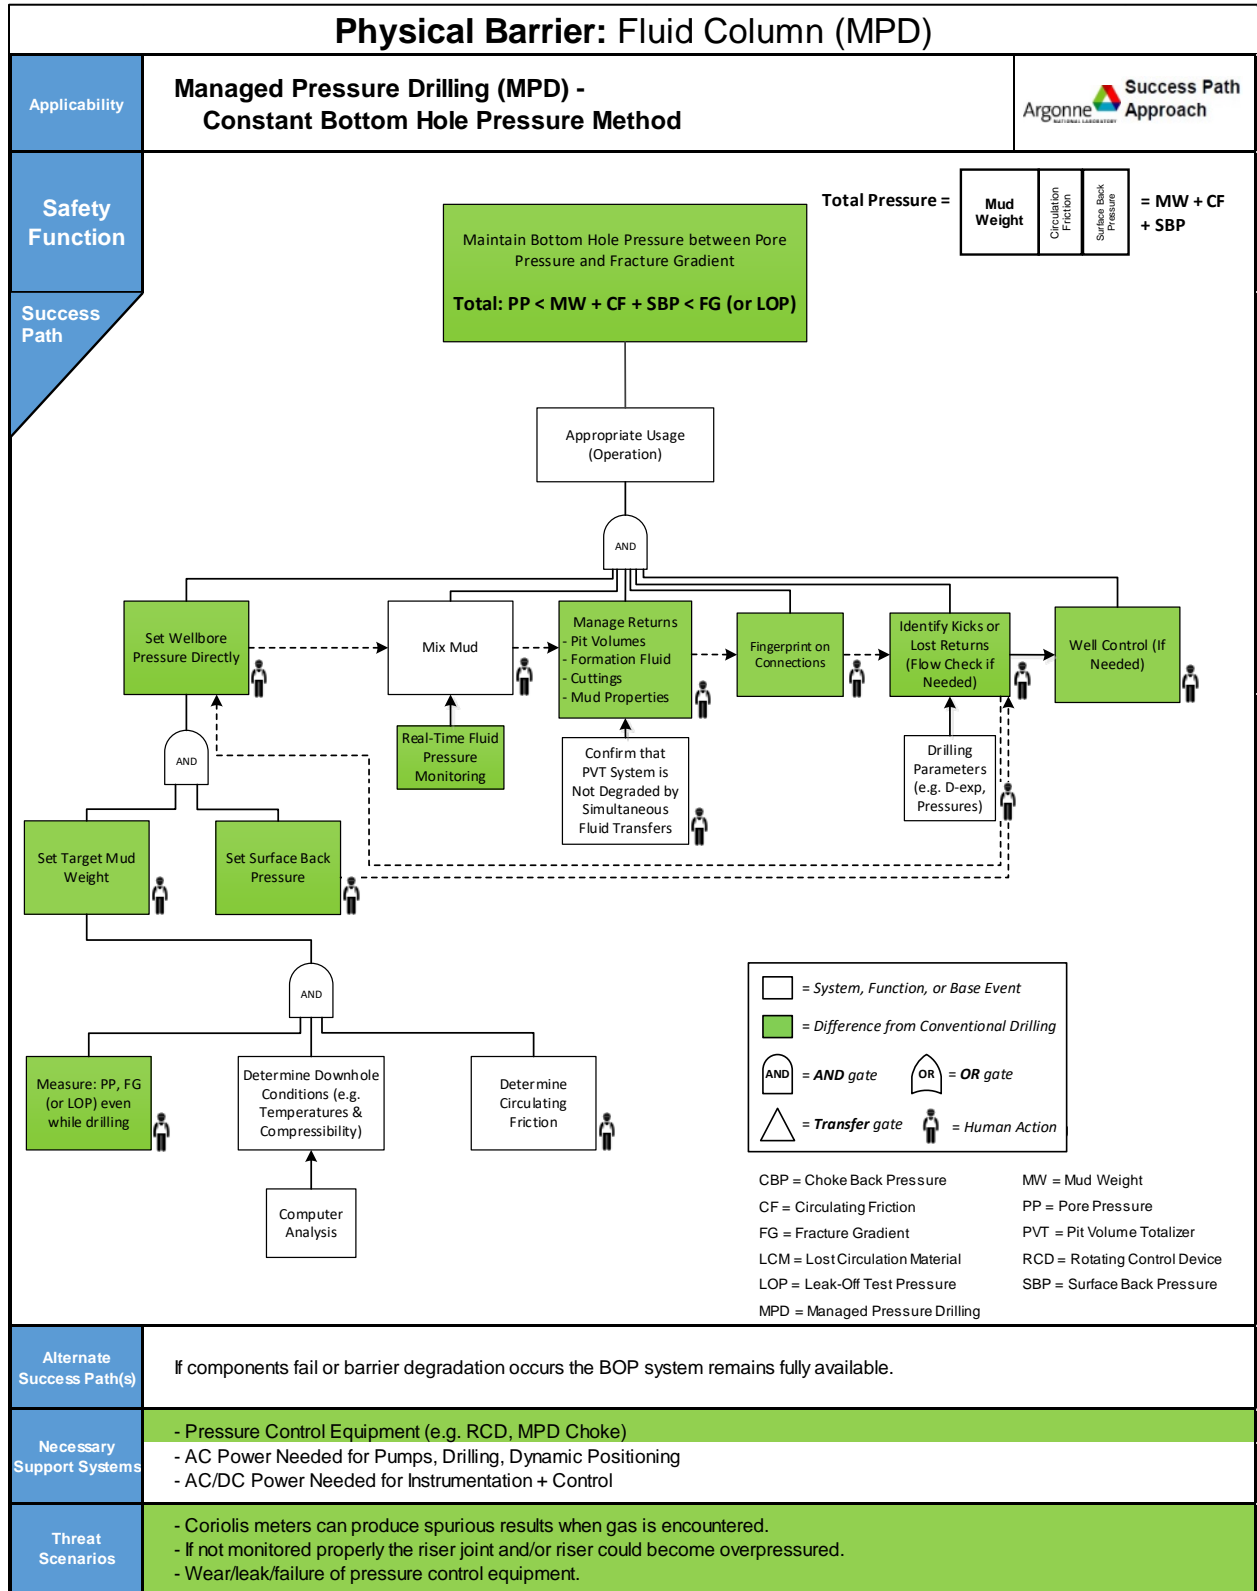 Physical Barrier: Fluid Column (MPD)
Applicability
Managed Pressure Drilling (MPD) -
Constant Bottom Hole Pressure Method
Argonne
NATIONAL LABORATORY
Success Path
Approach
Safety
Function
Success
Path
Total Pressure =
Mud
Weight
Circulation
Friction
Surface Back
Pressure
= MW + CF
+ SBP
Maintain Bottom Hole Pressure between Pore
Pressure and Fracture Gradient
Total: PP < MW + CF + SBP < FG (or LOP)
Appropriate Usage
(Operation)
AND
Set Wellbore
Pressure Directly
Mix Mud
Manage Returns
- Pit Volumes
- Formation Fluid
- Cuttings
- Mud Properties
Fingerprint on
Connections
Identify Kicks or
Lost Returns
(Flow Check if
Needed)
Well Control (If
Needed)
AND
Real-Time Fluid
Pressure
Monitoring
Confirm that
PVT System is
Not Degraded by
Simultaneous
Fluid Transfers
Drilling
Parameters
(e.g. D-exp,
Pressures)
Set Target Mud
Weight
Set Surface Back
Pressure
AND
Measure: PP, FG
(or LOP) even
while drilling
Determine Downhole
Conditions (e.g.
Temperatures &
Compressibility)
Determine
Circulating
Friction
Computer
Analysis
= System, Function, or Base Event
= Difference from Conventional Drilling
AND
= AND gate
OR
= OR gate
= Transfer gate
= Human Action
CBP = Choke Back Pressure
CF = Circulating Friction
FG = Fracture Gradient
LCM = Lost Circulation Material
LOP = Leak-Off Test Pressure
MPD = Managed Pressure Drilling
MW = Mud Weight
PP = Pore Pressure
PVT = Pit Volume Totalizer
RCD = Rotating Control Device
SBP = Surface Back Pressure
Alternate
Success Path(s)
If components fail or barrier degradation occurs the BOP system remains fully available.
Necessary
Support Systems
- Pressure Control Equipment (e.g. RCD, MPD Choke)
- AC Power Needed for Pumps, Drilling, Dynamic Positioning
- AC/DC Power Needed for Instrumentation + Control
Threat
Scenarios
- Coriolis meters can produce spurious results when gas is encountered.
- If not monitored properly the riser joint and/or riser could become overpressured.
- Wear/leak/failure of pressure control equipment.